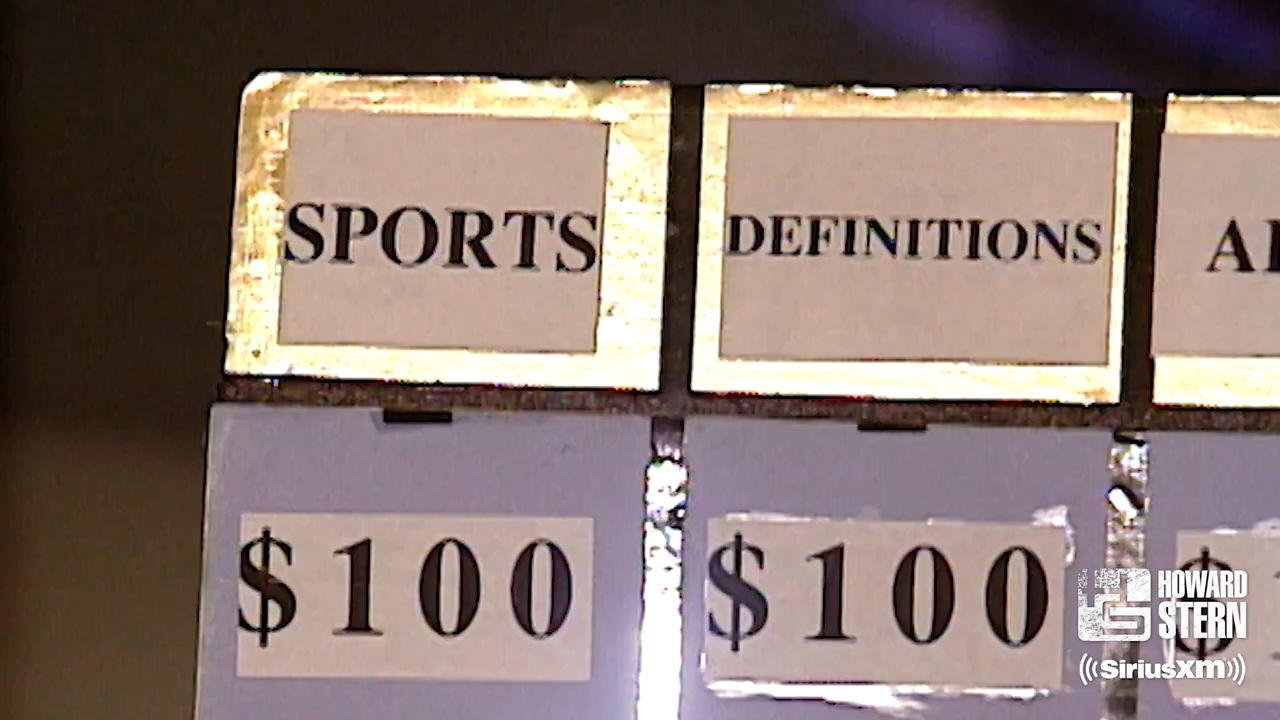 SPORTS
DEFINITIONS
$100
$100
HOWARD
STERN
((SiriusXm))